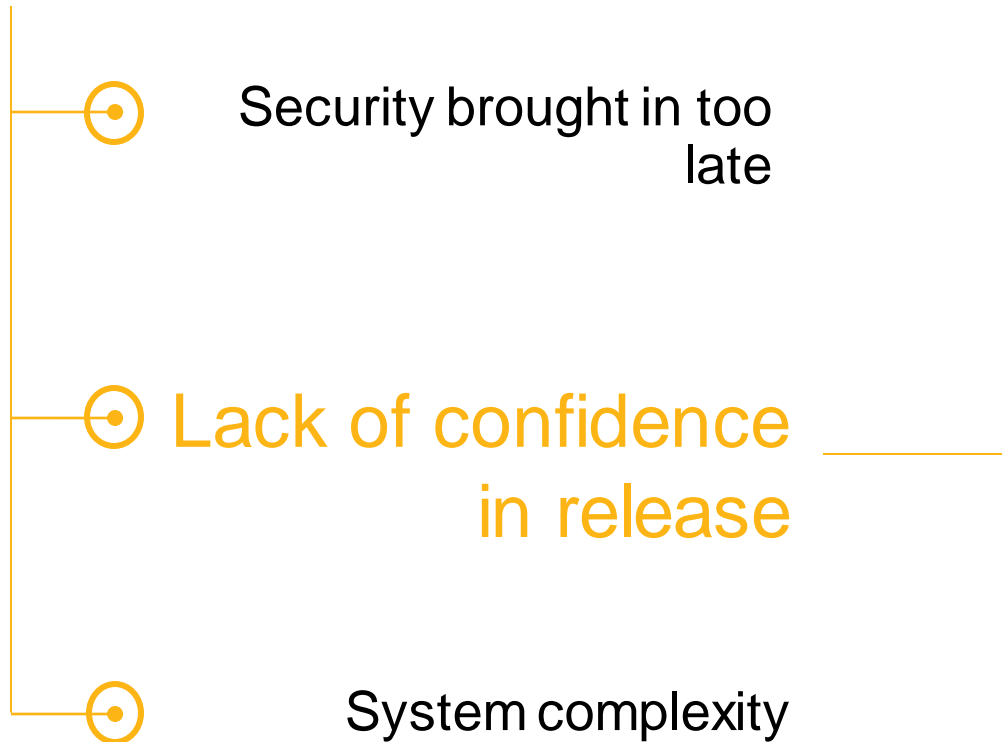 Security brought in too
late
Lack of confidence
in release
System complexity